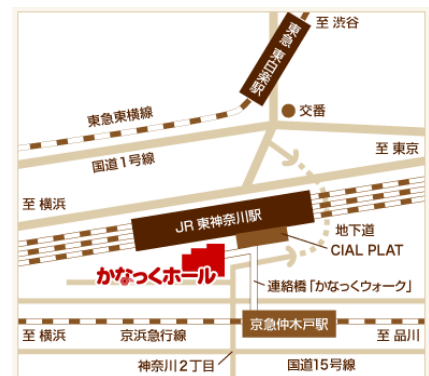 至 渋谷
東急 東白楽駅
交番
東急東横線
国道1号線
至 東京
至 横浜
JR 東神奈川駅
地下道
CIAL PLAT
かなっくホール
連絡橋「かなっくウォーク」
京急仲木戸駅
至 横浜
京浜急行線
至 品川
神奈川2丁目
国道15号線